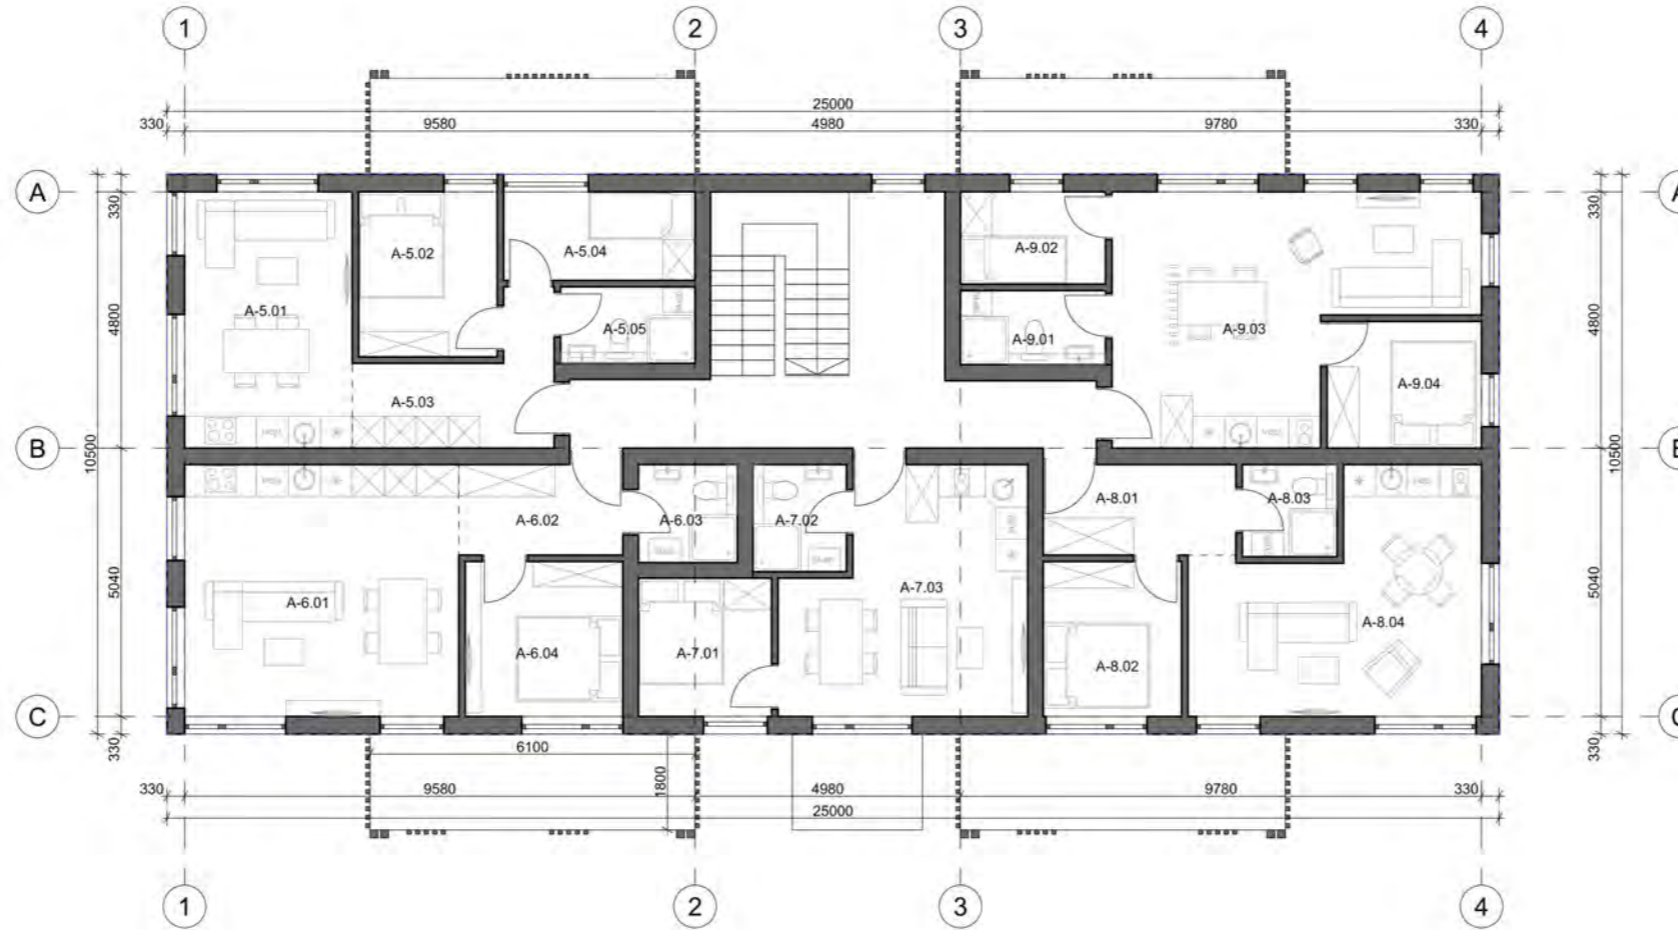 1 2 3 4
25000
330 9580 4980 9780 330
A A
330 330
A-5.02 A-5.04 A-9.02
4800 A-5.01 A-5.05 A-9.01 A-9.03 4800
A-9.04
A-5.03
B
10500 10500
A-6.02 A-6.03 A-7.02 A-8.01 A-8.03
5040 A-6.01 A-7.03 A-8.04 5040
A-6.04 A-7.01 A-8.02
C
330 330
6100
1800
330 9580 4980 9780 330
25000
1 2 3 4